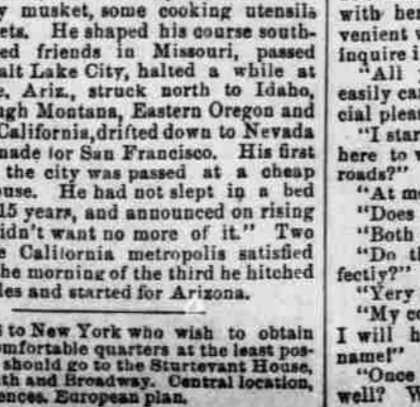 y musket, some cooking utensils
ets. He shaped his course south-
ed friends in Missouri, passed
alt Lake City, halted a while at
e, Ariz., struck north to Idaho,
ugh Montana, Eastern Oregon and
California, drifted down to Nevada
nade for San Francisco. His first
the city was passed at a cheap
ouse. He had not slept in a bed
15 years, and announced on rising
idn't want no more of it." Two
e California metropolis satisfied
he morning of the third he hitched
les and started for Arizona.
s to New York who wish to obtain
omfortable quarters at the least pos-
should go to the Sturtevant House,
th and Broadway. Central location,
ences. European plan.
with her
venient v
inquire i
"All
easily ca
cial pleas
"I sta
here to v
roads?"
"At m
"Does
"Both
"Do th
fectly?"
"Yery
"My co
I will h
name!"
"Once
well? V